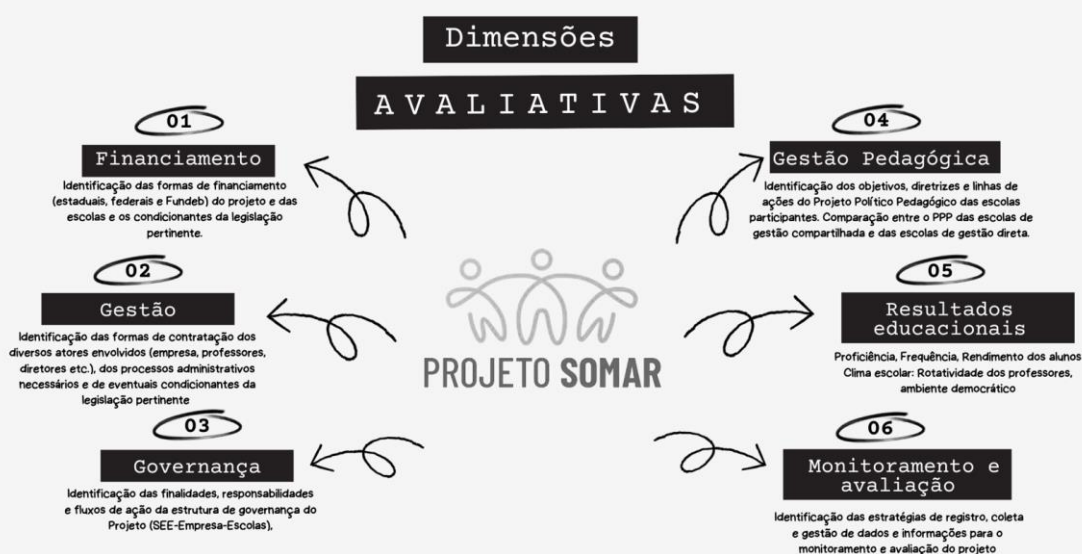 Dimensões
AVALIATIVAS
01
Financiamento
Identificação das formas de financiamento
(estaduais, federais e Fundeb) do projeto e das
escolas e os condicionantes da legislação
pertinente.
02
Gestão
Identificação das formas de contratação dos
diversos atores envolvidos (empresa, professores,
diretores etc.), dos processos administrativos
necessários e de eventuais condicionantes da
legislação pertinente
03
Governança
Identificação das finalidades, responsabilidades
e fluxos de ação da estrutura de governança do
Projeto (SEE-Empresa-Escolas),
PROJETO SOMAR
04
Gestão Pedagógica
Identificação dos objetivos, diretrizes e linhas de
ações do Projeto Político Pedagógico das escolas
participantes. Comparação entre o PPP das escolas de
gestão compartilhada e das escolas de gestão direta.
05
Resultados
educacionais
Proficiência, Frequência, Rendimento dos alunos
Clima escolar: Rotatividade dos professores,
ambiente democrático
06
Monitoramento e
avaliação
Identificação das estratégias de registro, coleta
e gestão de dados e informações para o
monitoramento e avaliação do projeto